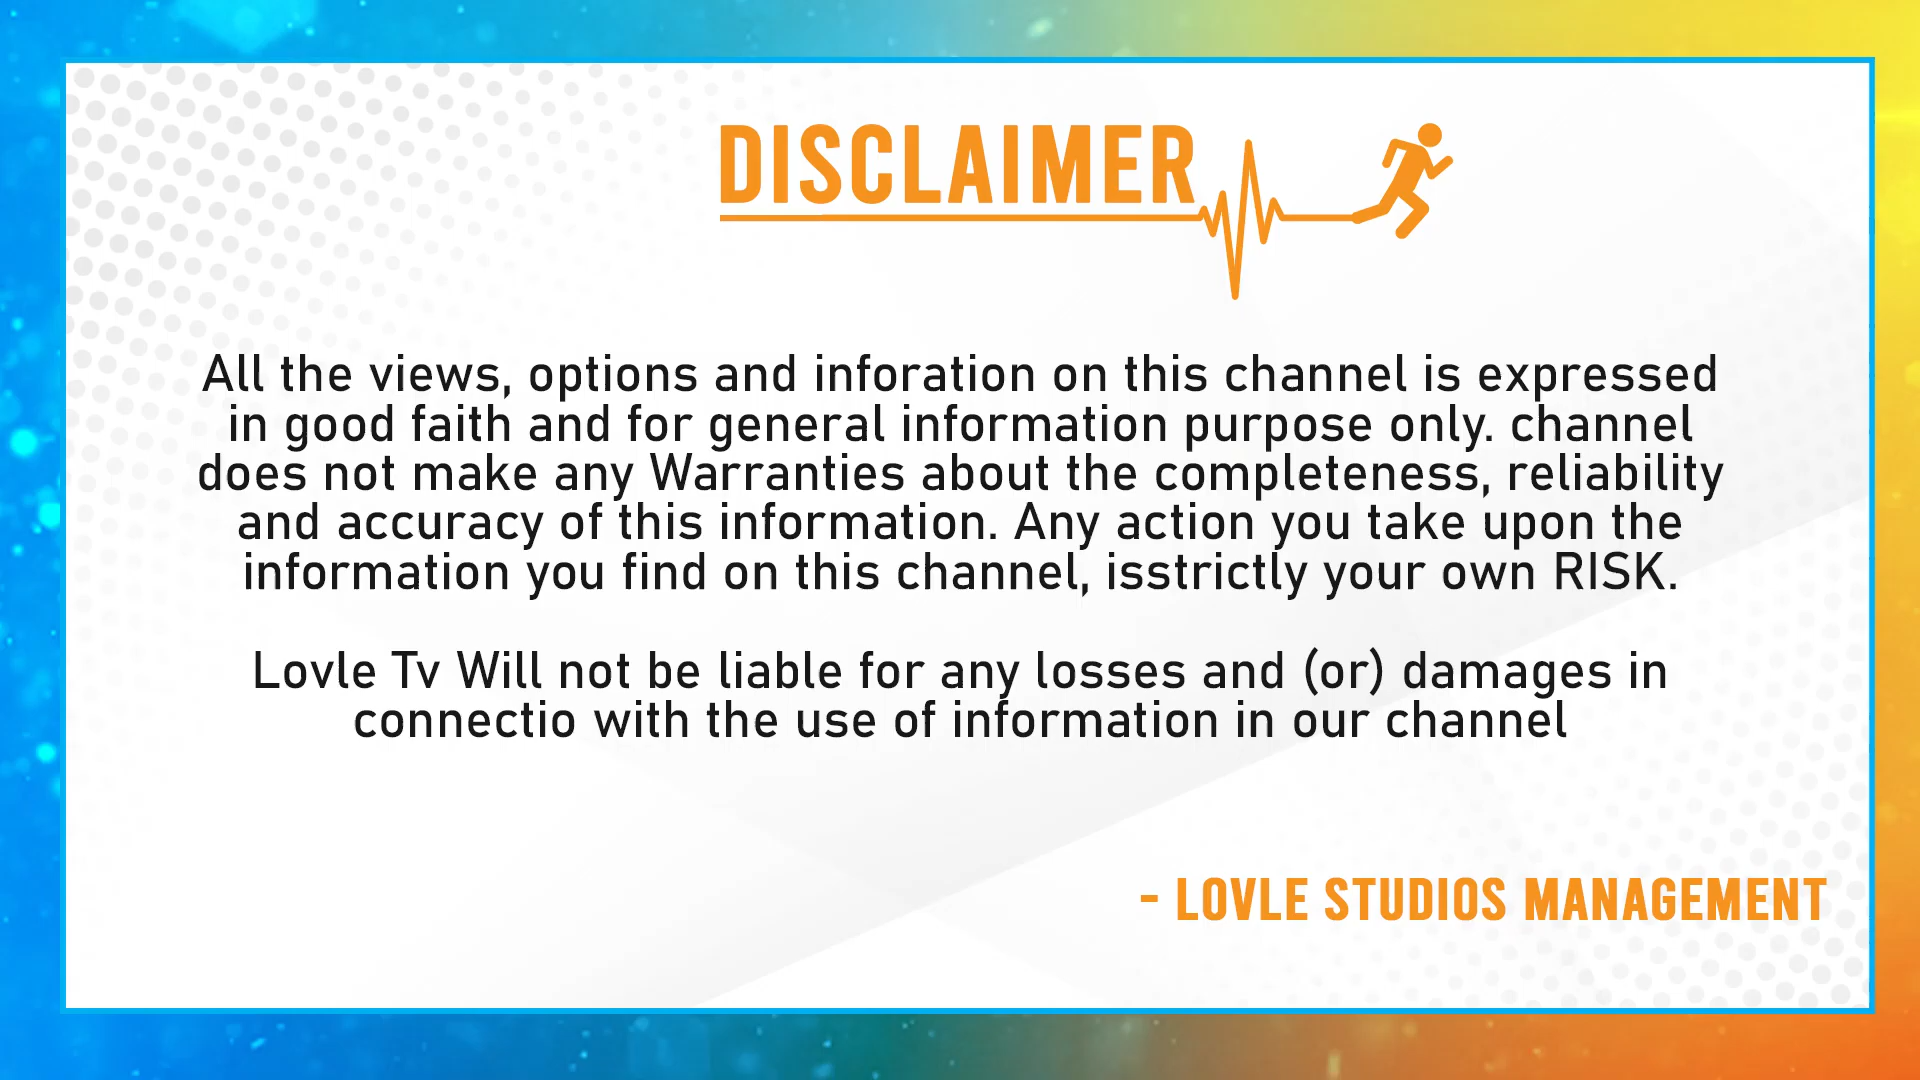 DISCLAIMER
All the views, options and inforation on this channel is expressed
in good faith and for general information purpose only. channel
does not make any Warranties about the completeness, reliability
and accuracy of this information. Any action you take upon the
information you find on this channel, isstrictly your own RISK.
Lovle Tv Will not be liable for any losses and (or) damages in
connectio with the use of information in our channel
- LOVLE STUDIOS MANAGEMENT